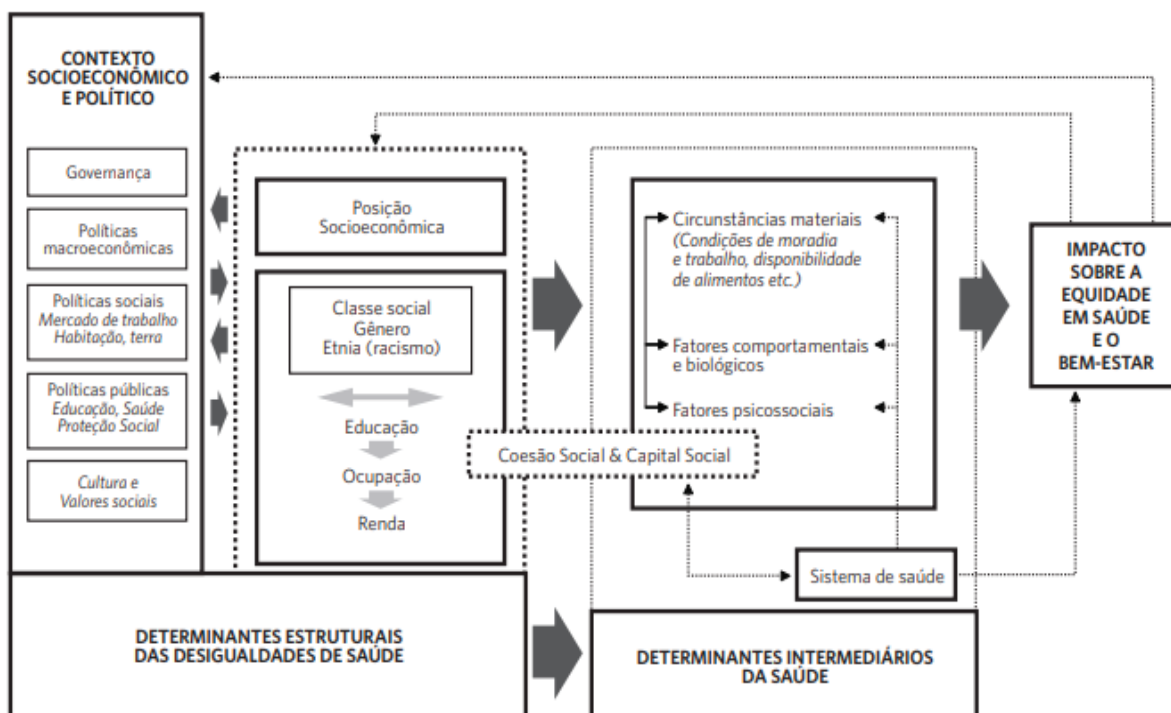 CONTEXTO
SOCIOECONÔMICO
E POLÍTICO
Governança
Políticas
macroeconômicas
Políticas sociais
Mercado de trabalho
Habitação, terra
Políticas públicas
Educação, Saúde
Proteção Social
Cultura e
Valores sociais
Posição
Socioeconômica
Classe social
Gênero
Etnia (racismo)
Educação
Ocupação
Renda
Coesão Social & Capital Social
Circunstâncias materiais
(Condições de moradia
e trabalho, disponibilidade
de alimentos etc.)
Fatores comportamentais
e biológicos
Fatores psicossociais
Sistema de saúde
IMPACTO
SOBRE A
EQUIDADE
EM SAÚDE
E O
BEM-ESTAR
DETERMINANTES ESTRUTURAIS
DAS DESIGUALDADES DE SAÚDE
DETERMINANTES INTERMEDIÁRIOS
DA SAÚDE